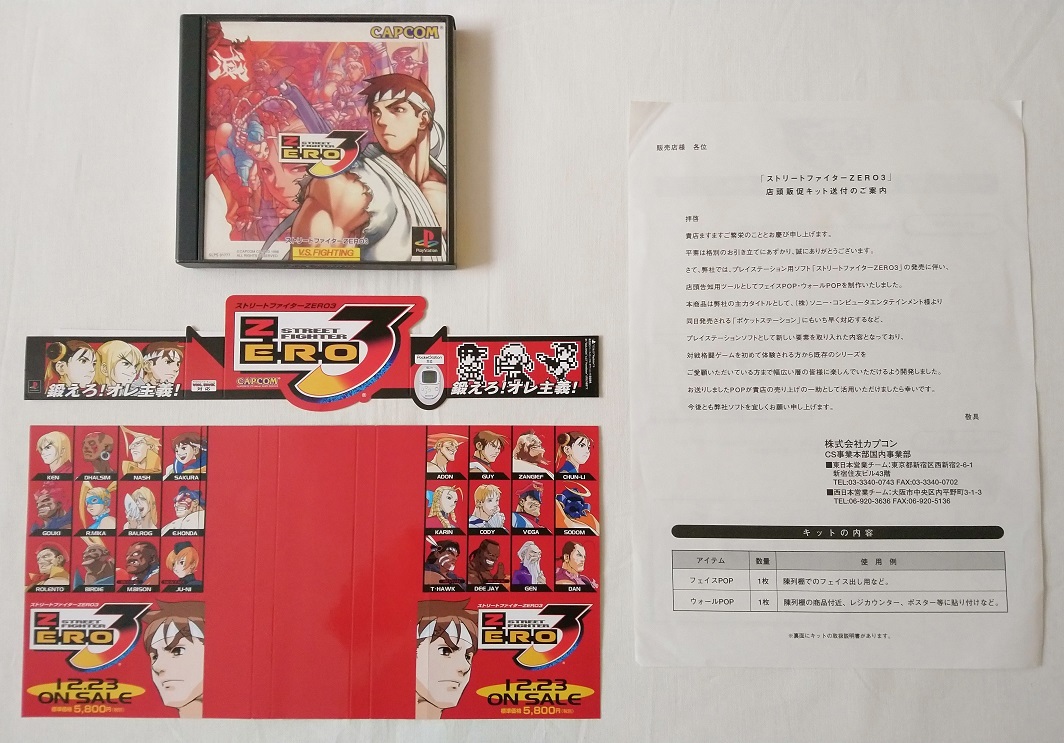 CAPCOM
Z
STREET
FIGHTER
E.R.O
3
ストリートファイターZERO3
V.S. FIGHTING
PlayStation
ストリートファイターZERO3
Z
STREET
FIGHTER
E.R.O
3
CAPCOM
鍛えろ!オレ主義!
PocketStation
鍛えろ!オレ主義!
KEN
DHALSIM
NASH
SAKURA
GOUKI
R.MIKA
BALROG
E.HONDA
ROLENTO
BIRDIE
M.BISON
JU-NI
ADON
GUY
ZANGIEF
CHUN-LI
KARIN
CODY
VEGA
SODOM
T·HAWK
DEE JAY
GEN
DAN
ストリートファイターZERO3
Z
STREET
FIGHTER
E.R.O
3
12.23
ON SALE
標準価格 5,800円(税別)
ストリートファイターZERO3
Z
STREET
FIGHTER
E.R.O
3
12.23
ON SALE
標準価格 5,800円(税別)
販売店様 各位
「ストリートファイターZERO3」
店頭販促キット送付のご案内
拝啓
貴店ますますご繁栄のこととお慶び申し上げます。
平素は格別のお引き立てにあずかり、誠にありがとうございます。
さて、弊社では、プレイステーション用ソフト「ストリートファイターZERO3」の発売に伴い、
店頭告知用ツールとしてフェイスPOP・ウォールPOPを制作いたしました。
本商品は弊社の主力タイトルとして、(株)ソニー・コンピュータエンタテインメント様より
同日発売される「ポケットステーション」にもいち早く対応するなど、
プレイステーションソフトとして新しい要素を取り入れた内容となっており、
対戦格闘ゲームを初めて体験される方から既存のシリーズを
ご愛顧いただいている方まで幅広い層の皆様に楽しんでいただけるよう開発しました。
お送りしましたPOPが貴店の売り上げの一助として活用いただけましたら幸いです。
今後とも弊社ソフトを宜しくお願い申し上げます。
敬具
株式会社カプコン
CS事業本部国内事業部
■東日本営業チーム:東京都新宿区西新宿2-6-1
新宿住友ビル43階
TEL:03-3340-0743 FAX:03-3340-0702
■西日本営業チーム:大阪市中央区内平野町3-1-3
TEL:06-920-3636 FAX:06-920-5136
キットの内容
アイテム 数量 使用例
フェイスPOP 1枚 陳列棚でのフェイス出し用など。
ウォールPOP 1枚 陳列棚の商品付近、レジカウンター、ポスター等に貼り付けなど。
※裏面にキットの取扱説明書があります。